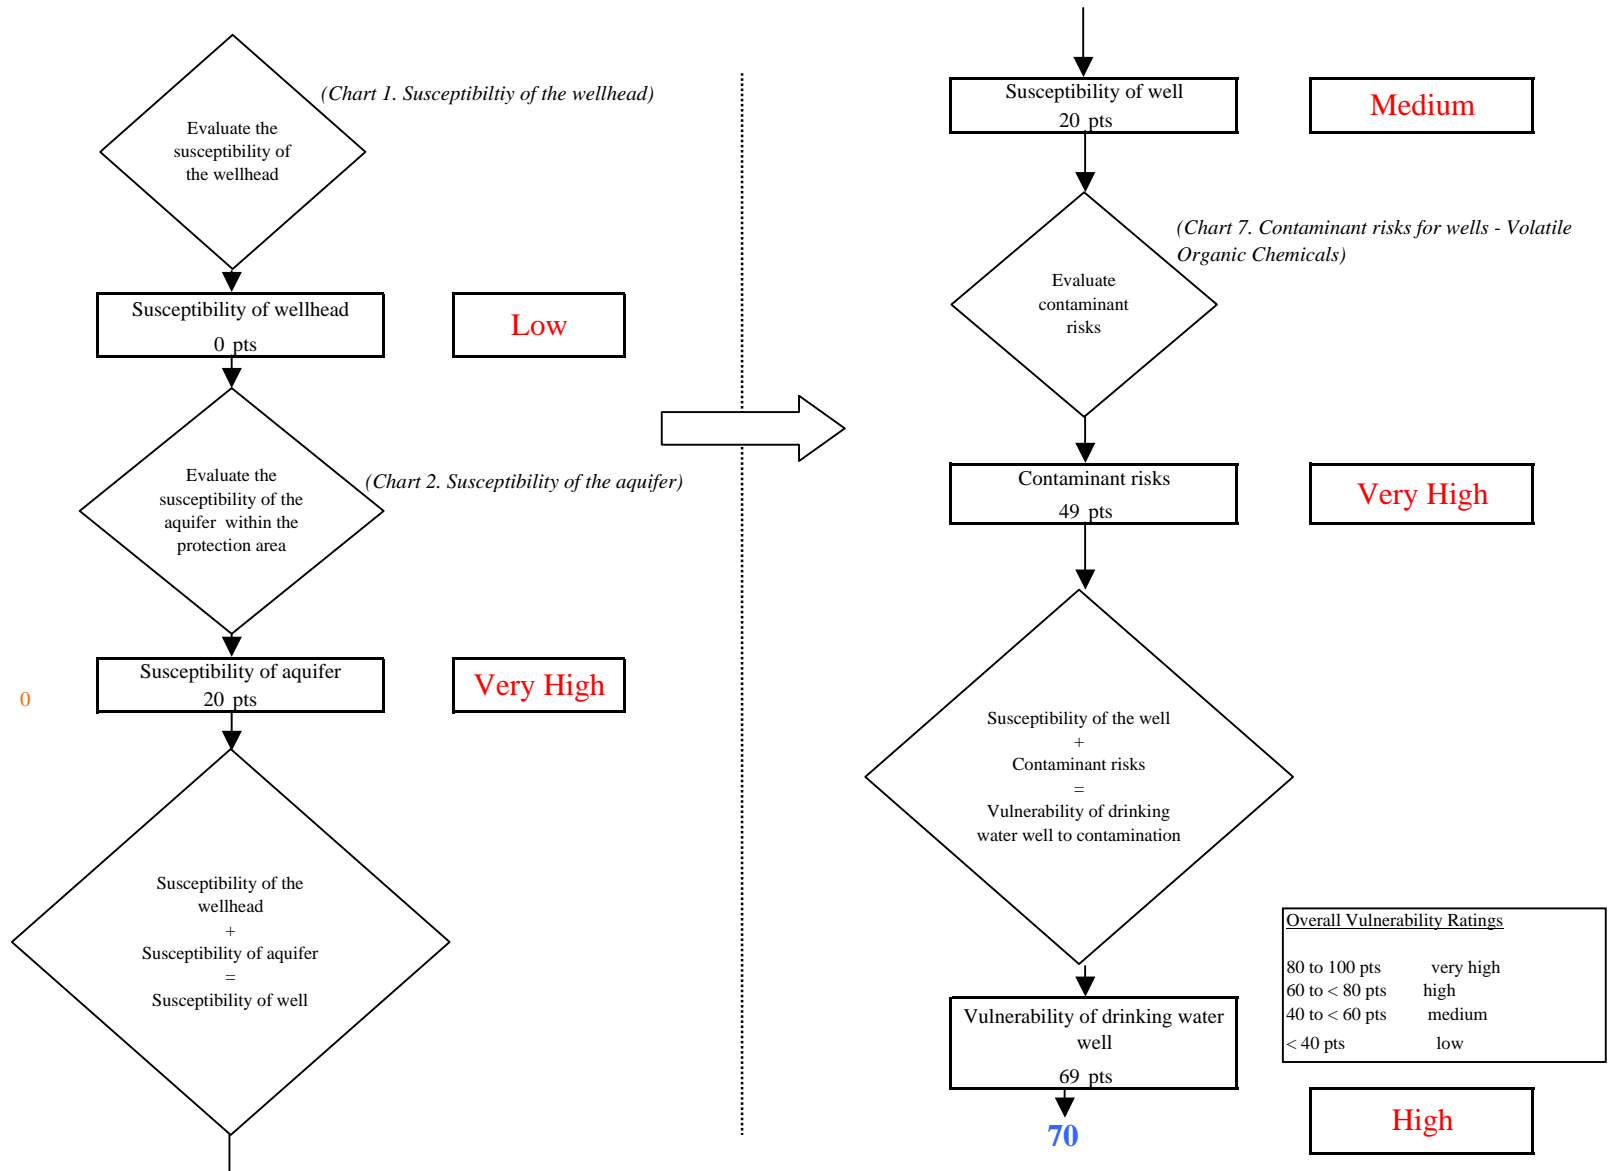 (Chart 1. Susceptibiltiy of the wellhead)
Evaluate the
susceptibility of
the wellhead
Susceptibility of wellhead
0 pts
Low
Evaluate the
susceptibility of the
aquifer within the
protection area
(Chart 2. Susceptibility of the aquifer)
Susceptibility of aquifer
20 pts
Very High
0
Susceptibility of the
wellhead
+
Susceptibility of aquifer
=
Susceptibility of well
Susceptibility of well
20 pts
Medium
(Chart 7. Contaminant risks for wells - Volatile
Organic Chemicals)
Evaluate
contaminant
risks
Contaminant risks
49 pts
Very High
Susceptibility of the well
+
Contaminant risks
=
Vulnerability of drinking
water well to contamination
Overall Vulnerability Ratings
80 to 100 pts very high
60 to < 80 pts high
40 to < 60 pts medium
< 40 pts low
Vulnerability of drinking water
well
69 pts
70
High